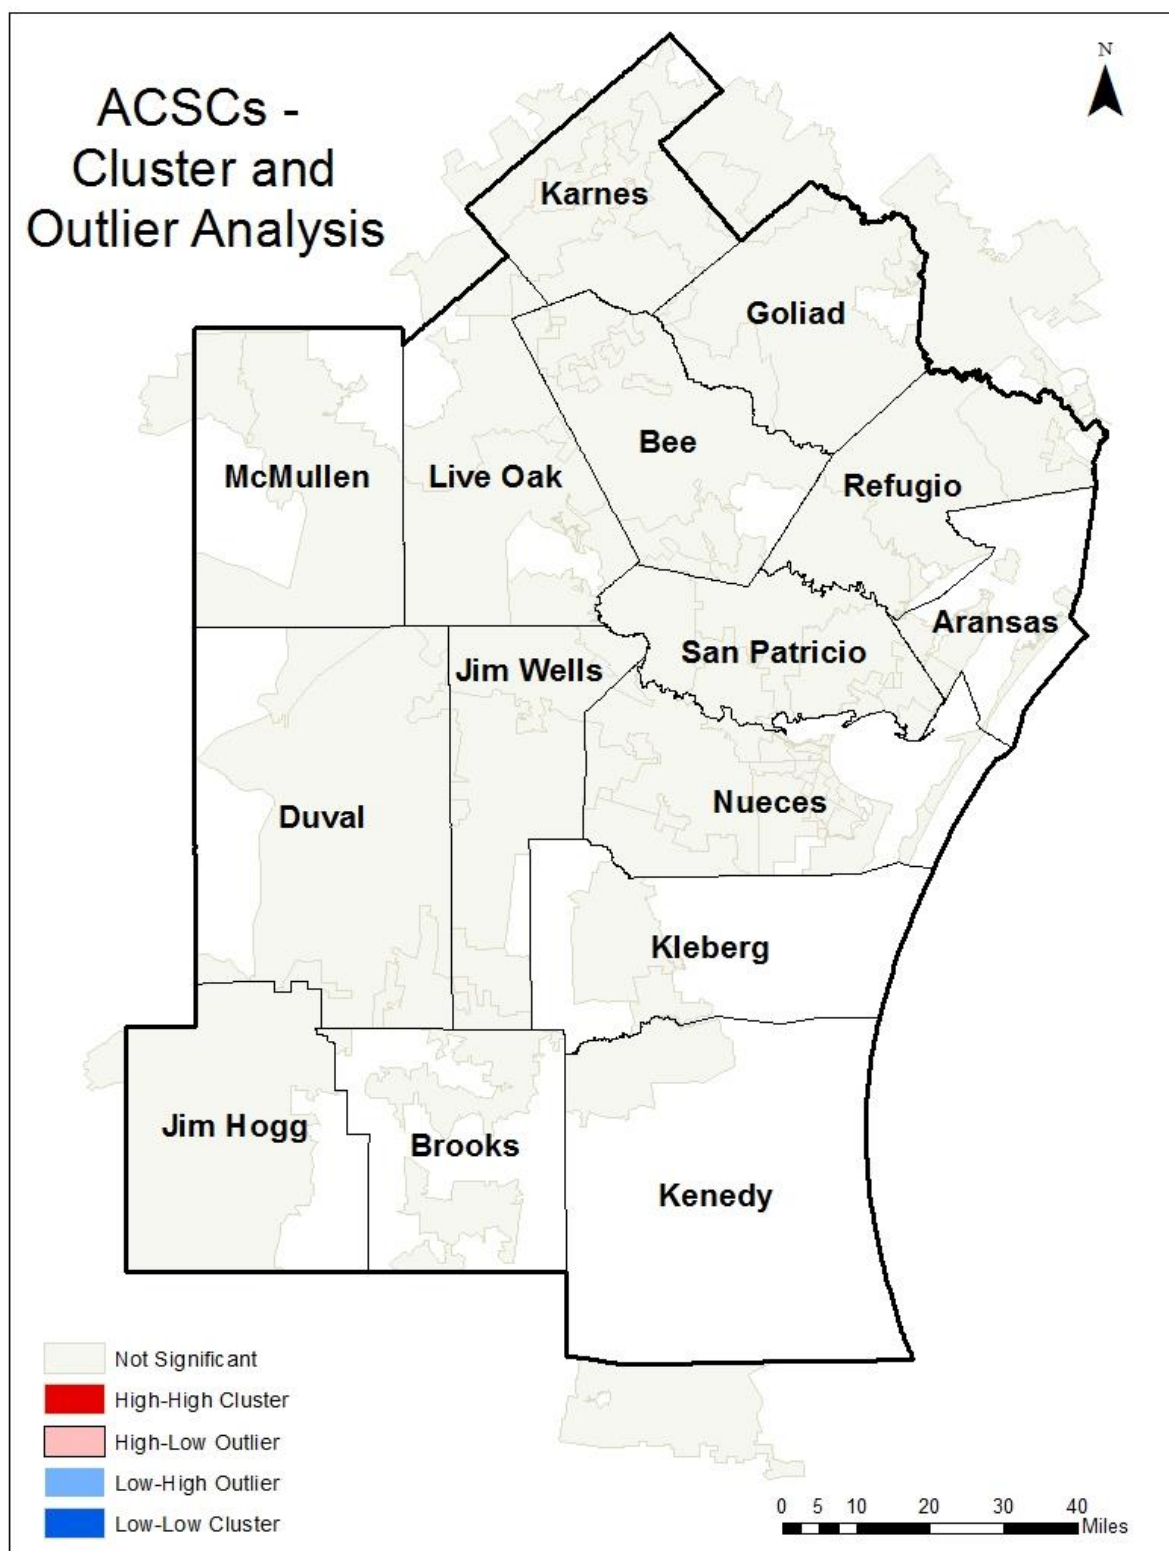 ACSCs -
Cluster and
Outlier Analysis
N
Karnes
Goliad
Bee
McMullen
Live Oak
Refugio
Aransas
San Patricio
Jim Wells
Nueces
Duval
Kleberg
Jim Hogg
Brooks
Kenedy
Not Significant
High-High Cluster
High-Low Outlier
Low-High Outlier
Low-Low Cluster
0 5 10 20 30 40
Miles